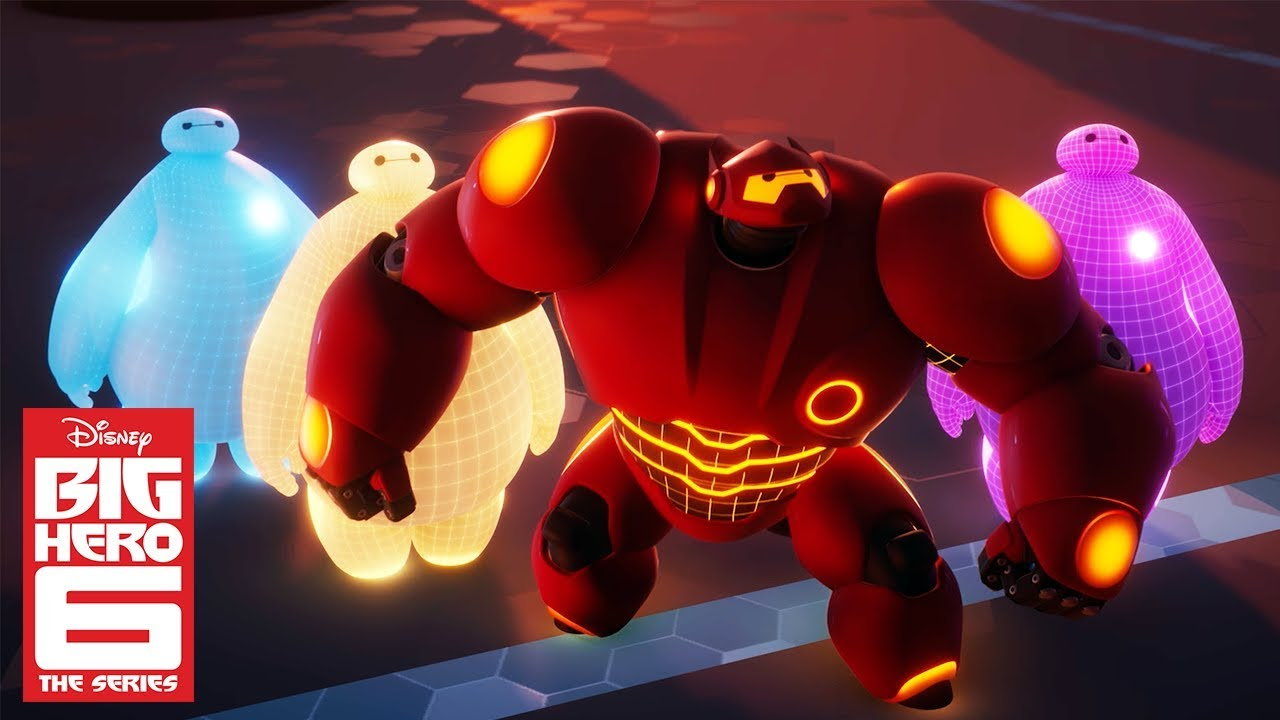 Disney
BIG
HERO
6
THE SERIES